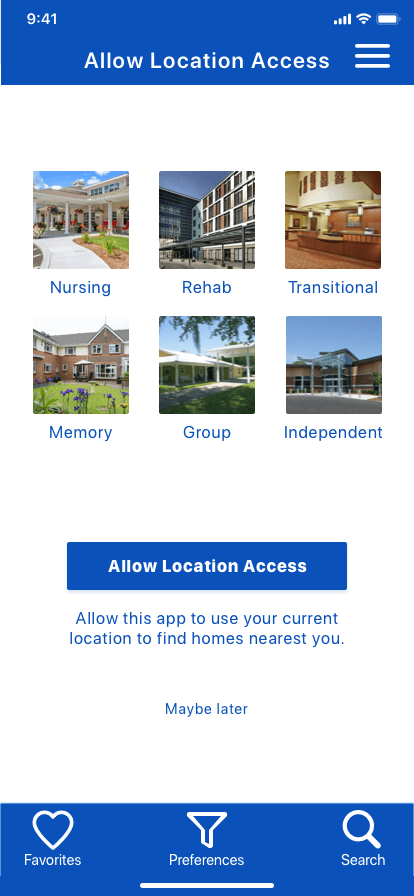 9:41
Allow Location Access
Nursing
Rehab
Transitional
Memory
Group
Independent
Allow Location Access
Allow this app to use your current
location to find homes nearest you.
Maybe later
Favorites
Preferences
Search